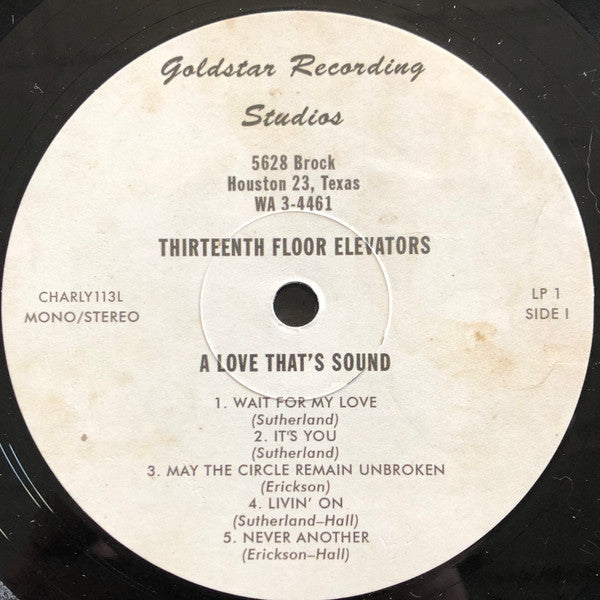 Goldstar Recording
Studios
5628 Brock
Houston 23, Texas
WA 3-4461
THIRTEENTH FLOOR ELEVATORS
CHARLY113L
MONO/STEREO
LP 1
SIDE I
A LOVE THAT'S SOUND
1. WAIT FOR MY LOVE
(Sutherland)
2. IT'S YOU
(Sutherland)
3. MAY THE CIRCLE REMAIN UNBROKEN
(Erickson)
4. LIVIN' ON
(Sutherland–Hall)
5. NEVER ANOTHER
(Erickson–Hall)